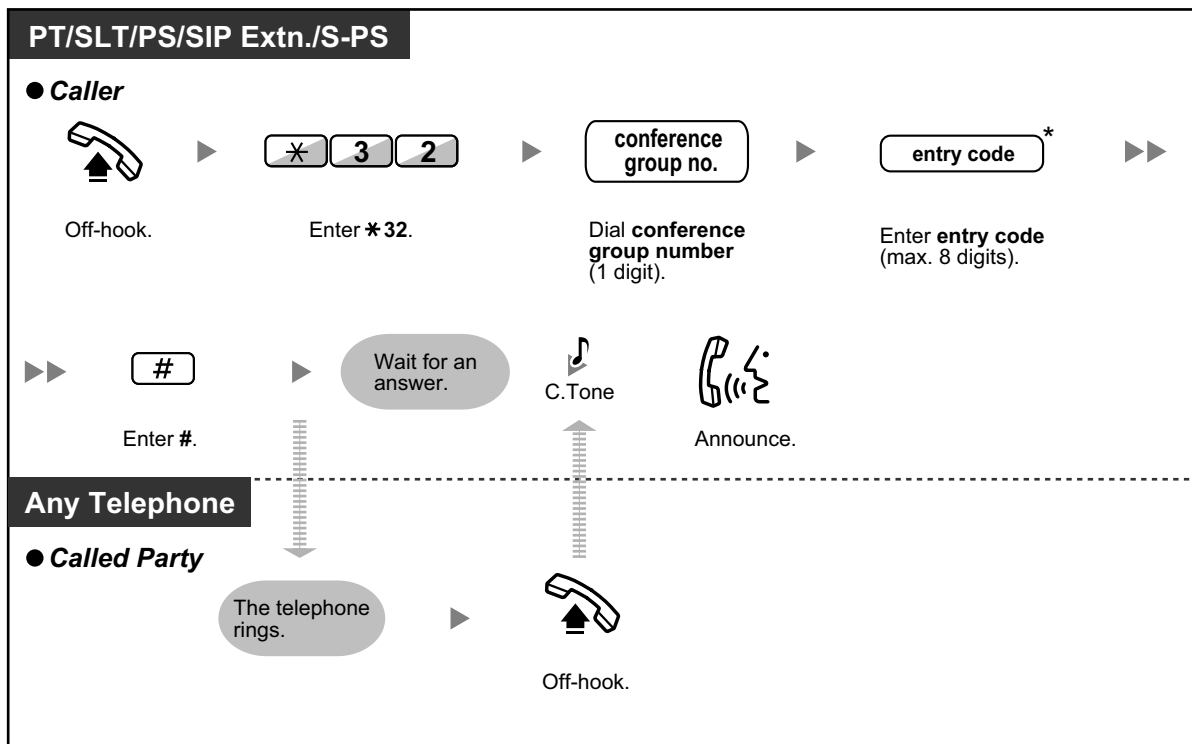 PT/SLT/PS/SIP Extn./S-PS
● Caller
* 3 2
conference
group no.
entry code*
Off-hook.
Enter *32.
Dial conference
group number
(1 digit).
Enter entry code
(max. 8 digits).
#
Wait for an
answer.
C.Tone
Enter #.
Announce.
Any Telephone
● Called Party
The telephone
rings.
Off-hook.